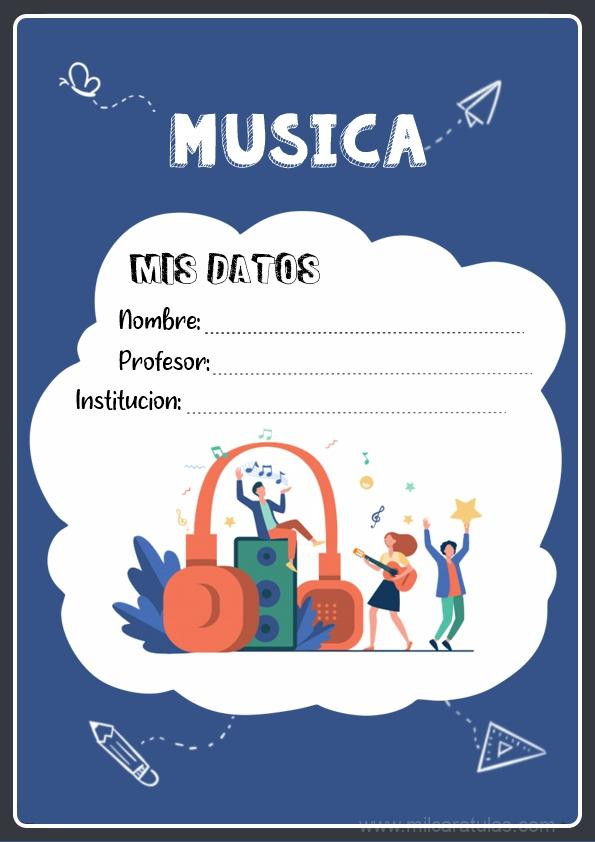 MUSICA
MIS DATOS
Nombre:
Profesor:
Institucion:
www.milcaratulas.com